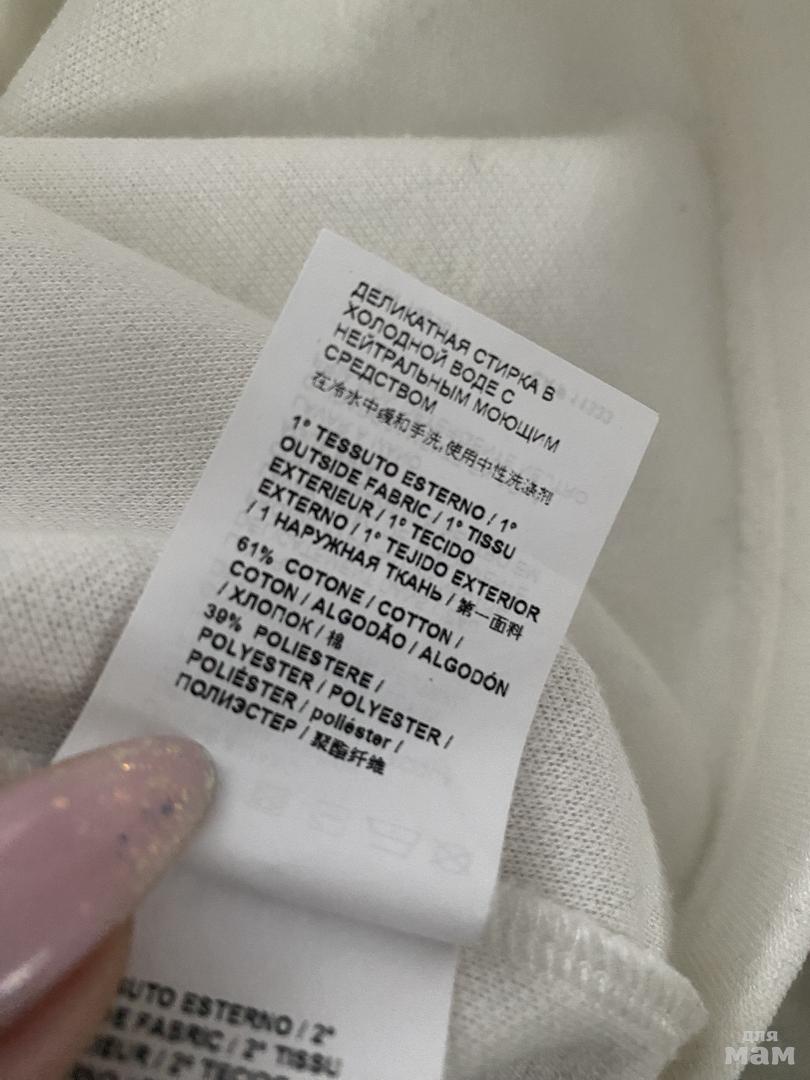 ДЕЛИКАТНАЯ СТИРКА В
ХОЛОДНОЙ ВОДЕ С
НЕЙТРАЛЬНЫМ МОЮЩИМ
СРЕДСТВОМ
在冷水中缓和手洗,使用中性洗涤剂
1° TESSUTO ESTERNO / 1°
OUTSIDE FABRIC / 1° TISSU
EXTERIEUR / 1° TECIDO
EXTERNO / 1° TEJIDO EXTERIOR
/ 1 НАРУЖНАЯ ТКАНЬ / 第一面料
61% COTONE / COTTON /
COTON / ALGODÃO / ALGODÓN
/ ХЛОПОК / 棉
39% POLIESTERE /
POLYESTER / POLYESTER /
POLIÉSTER / poliéster /
ПОЛИЭСТЕР / 聚酯纤维
ESTERNO / 2°
FABRIC / 2° TISSU
/ 2°
для
мам